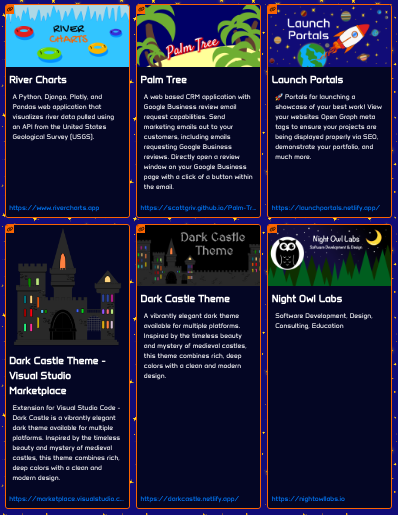 RIVER
CHARTS
River Charts
A Python, Django, Plotly, and
Pandas web application that
visualizes river data pulled using
an API from the United States
Geological Survey (USGS).
https://www.rivercharts.app
Palm Tree
Palm Tree
A web based CRM application with
Google Business review email
request capabilities. Send
marketing emails out to your
customers, including emails
requesting Google Business
reviews. Directly open a review
window on your Google Business
page with a click of a button within
the email.
https://scottgriv.github.io/Palm-Tr...
Launch
Portals
Launch Portals
🚀 Portals for launching a
showcase of your best work! View
your websites Open Graph meta
tags to ensure your projects are
being displayed properly via SEO,
demonstrate your portfolio, and
much more.
https://launchportals.netlify.app/
Dark Castle Theme -
Visual Studio
Marketplace
Extension for Visual Studio Code -
Dark Castle is a vibrantly elegant
dark theme available for multiple
platforms. Inspired by the timeless
beauty and mystery of medieval
castles, this theme combines rich,
deep colors with a clean and
modern design.
https://marketplace.visualstudio.c...
Dark Castle
Theme
Dark Castle Theme
A vibrantly elegant dark theme
available for multiple platforms.
Inspired by the timeless beauty
and mystery of medieval castles,
this theme combines rich, deep
colors with a clean and modern
design.
https://darkcastle.netlify.app/
Night Owl Labs
Software Development & Design
Night Owl Labs
Software Development, Design,
Consulting, Education
https://nightowllabs.io